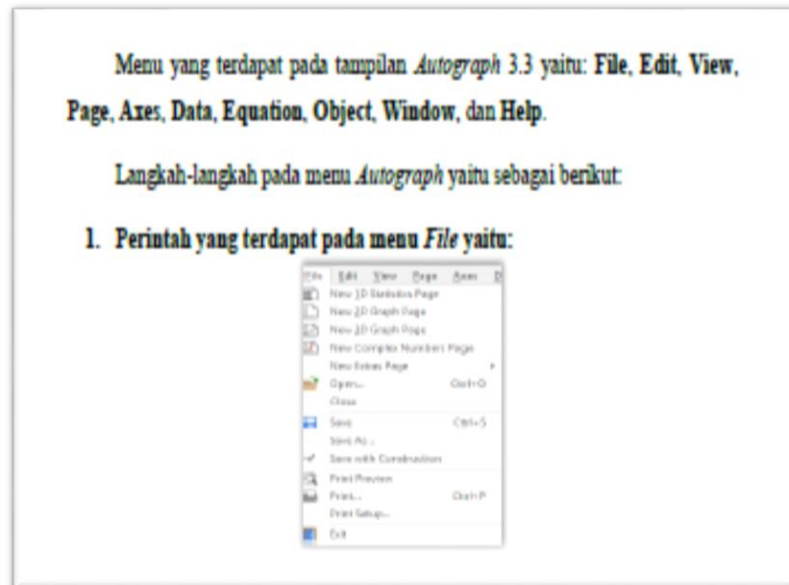 Menu yang terdapat pada tampilan Autograph 3.3 yaitu: File, Edit, View,
Page, Axes, Data, Equation, Object, Window, dan Help.
Langkah-langkah pada menu Autograph yaitu sebagai berikut:
1. Perintah yang terdapat pada menu File yaitu:
File Edit View Page Axes D
New 1D Statistics Page
New 2D Graph Page
New 3D Graph Page
New Complex Numbers Page
New Extras Page
Open... Ctrl+O
Close
Save Ctrl+S
Save As...
Save with Construction
Print Preview
Print... Ctrl+P
Print Setup...
Exit